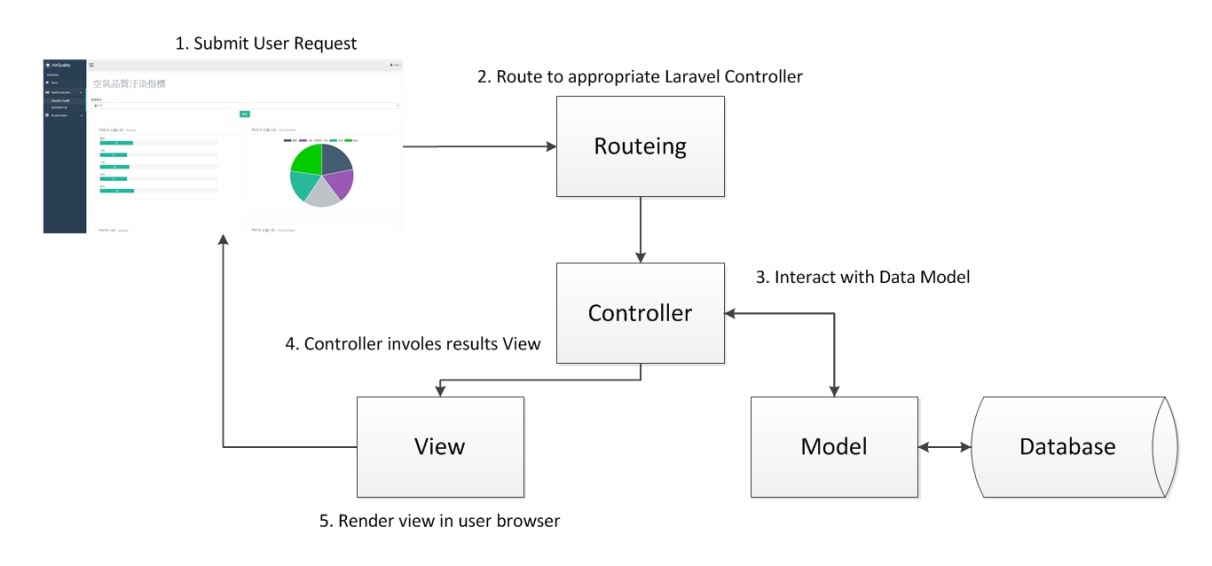 1. Submit User Request
AirQuality
空氣品質汙染指標
2. Route to appropriate Laravel Controller
Routeing
Controller
3. Interact with Data Model
4. Controller involes results View
View
Model
Database
5. Render view in user browser